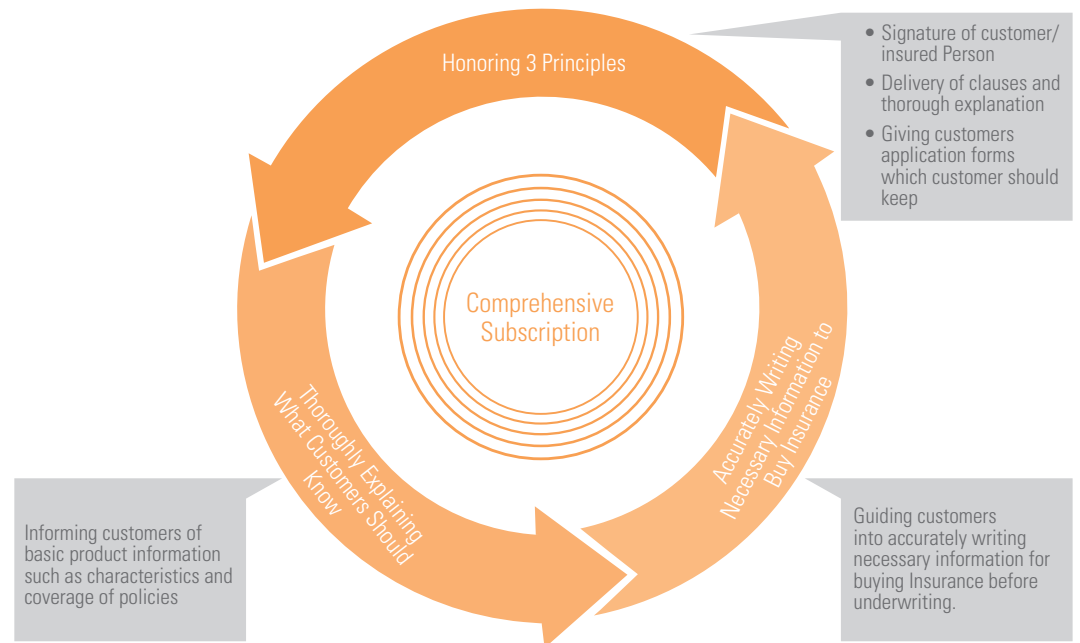 Honoring 3 Principles
• Signature of customer/
insured Person
• Delivery of clauses and
thorough explanation
• Giving customers
application forms
which customer should
keep
Comprehensive
Subscription
Thoroughly Explaining
What Customers Should
Know
Accurately Writing
Necessary Information to
Buy Insurance
Informing customers of
basic product information
such as characteristics and
coverage of policies
Guiding customers
into accurately writing
necessary information for
buying Insurance before
underwriting.